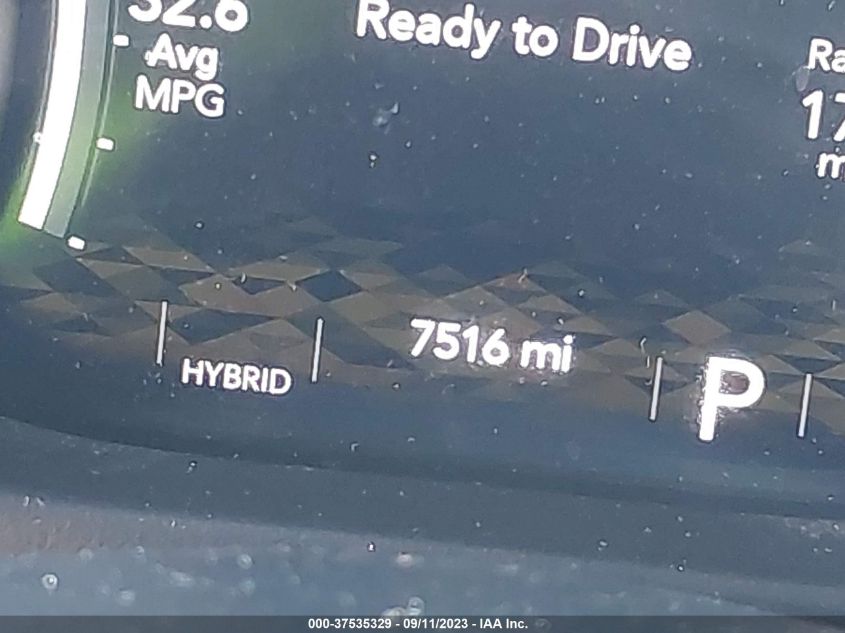 32.6
Avg
MPG
Ready to Drive
HYBRID
7516 mi
P
000-37535329 - 09/11/2023 - IAA Inc.